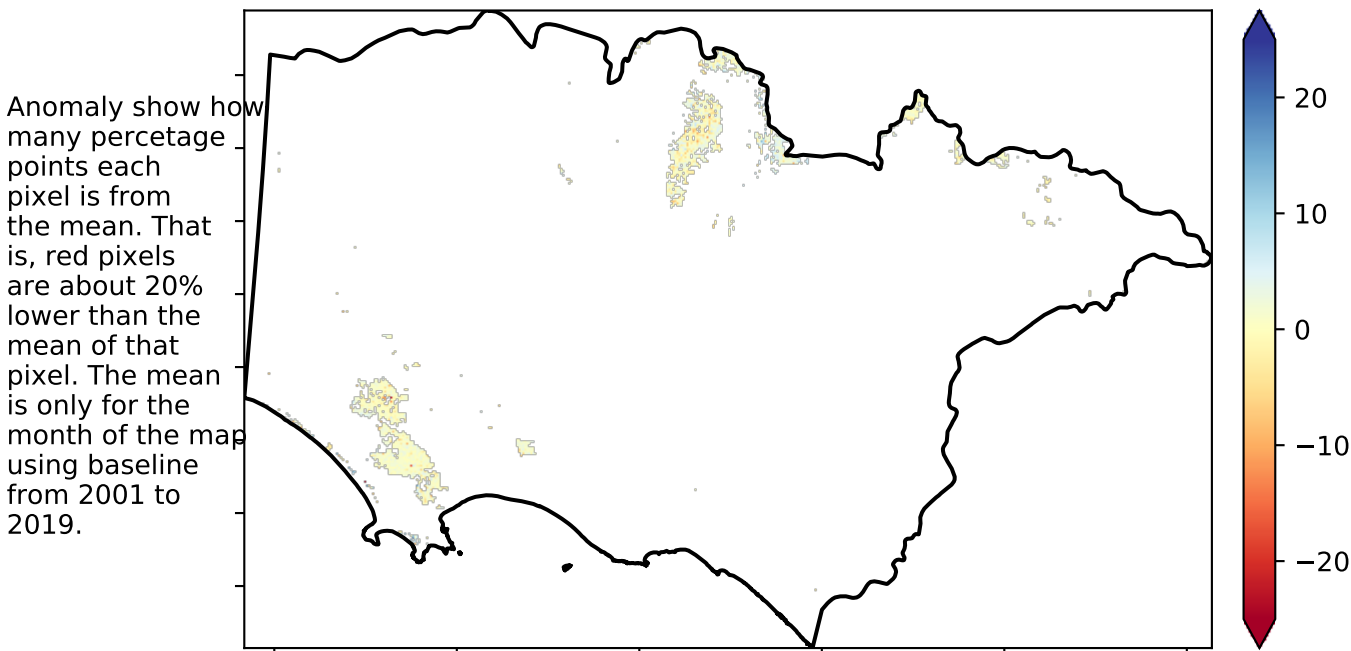 Anomaly show how
many percetage
points each
pixel is from
the mean. That
is, red pixels
are about 20%
lower than the
mean of that
pixel. The mean
is only for the
month of the map
using baseline
from 2001 to
2019.
20
10
0
−10
−20